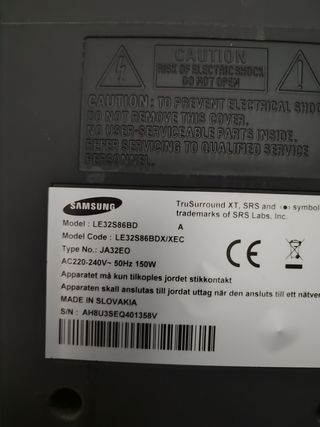 CAUTION
RISK OF ELECTRIC SHOCK
DO NOT OPEN
CAUTION: TO PREVENT ELECTRICAL SHOCK
DO NOT REMOVE THIS COVER.
NO USER-SERVICEABLE PARTS INSIDE.
REFER SERVICING TO QUALIFIED SERVICE
PERSONNEL.
SAMSUNG
TruSurround XT, SRS and (●) symbol
trademarks of SRS Labs, Inc.
Model : LE32S86BD A
Model Code : LE32S86BDX/XEC
Type No.: JA32EO
AC220-240V~ 50Hz 150W
CE
Apparatet må kun tilkoples jordet stikkontakt
Apparaten skall anslutas till jordat uttag när den ansluts till ett nätver
MADE IN SLOVAKIA
S/N : AH8U3SEQ401358V